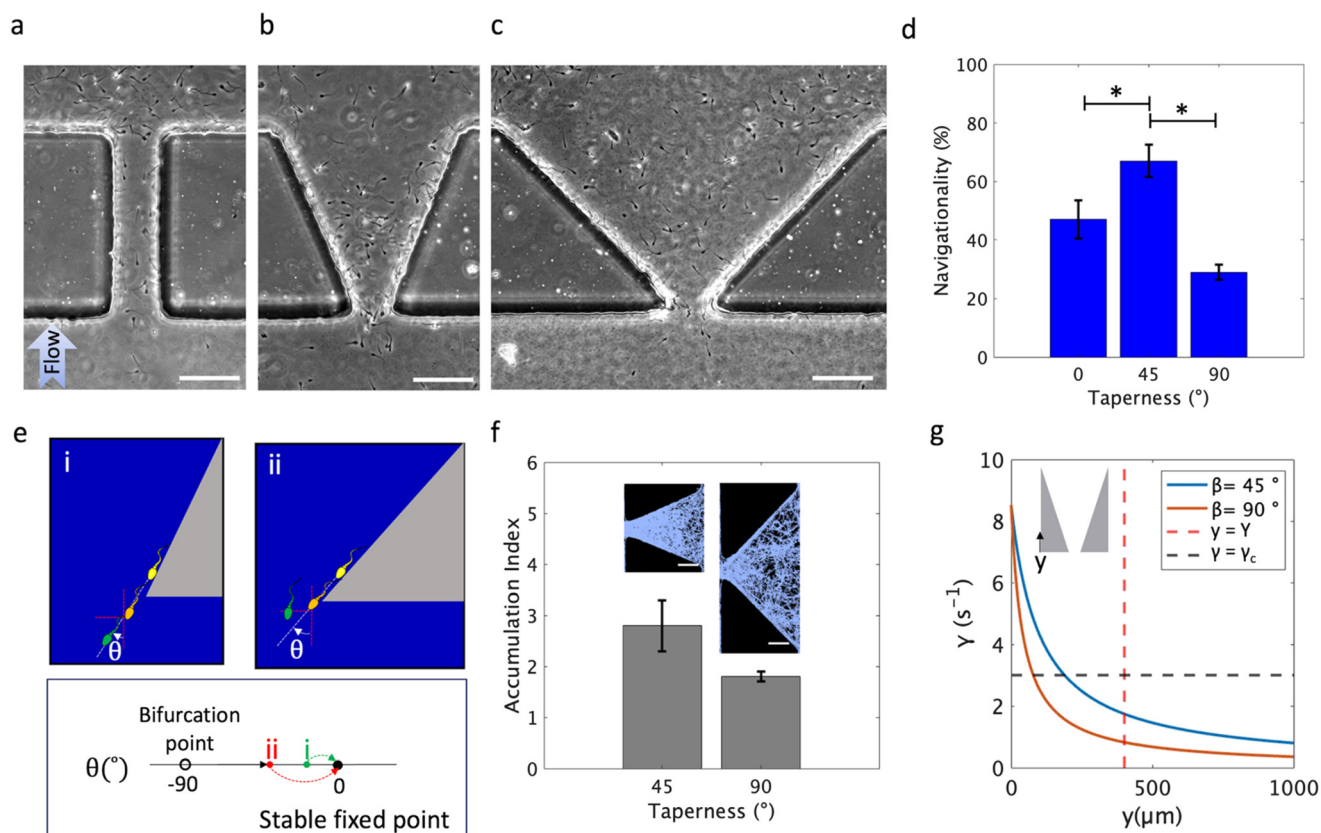 a
b
c
Flow
d
100
80
60
40
20
0
Navigationality (%)
*
*
0 45 90
Taperness (°)
e
i
θ
ii
θ
Bifurcation
point
ii
i
θ(°)
-90
0
Stable fixed point
f
6
5
4
3
2
1
0
Accumulation Index
45 90
Taperness (°)
g
10
8
6
4
2
0
γ (s⁻¹)
y
β= 45 °
β= 90 °
y = Y
γ = γc
0 500 1000
y(μm)